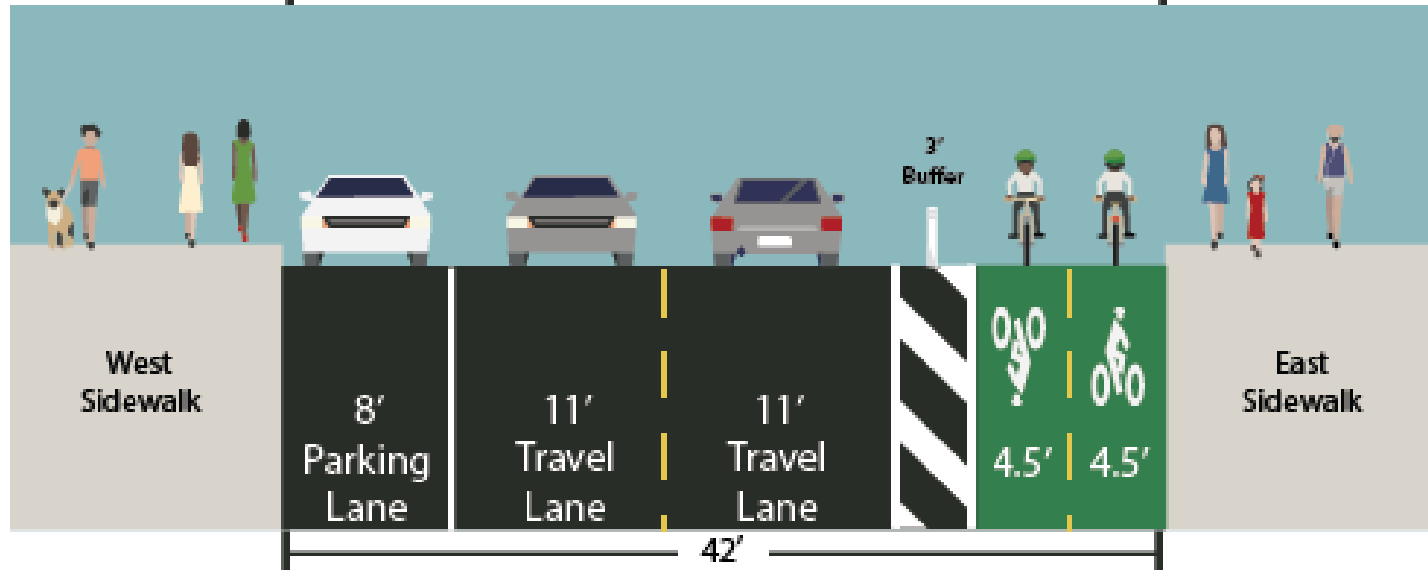 3’
Buffer
West
Sidewalk
8’
Parking
Lane
11’
Travel
Lane
11’
Travel
Lane
4.5’
4.5’
East
Sidewalk
42’